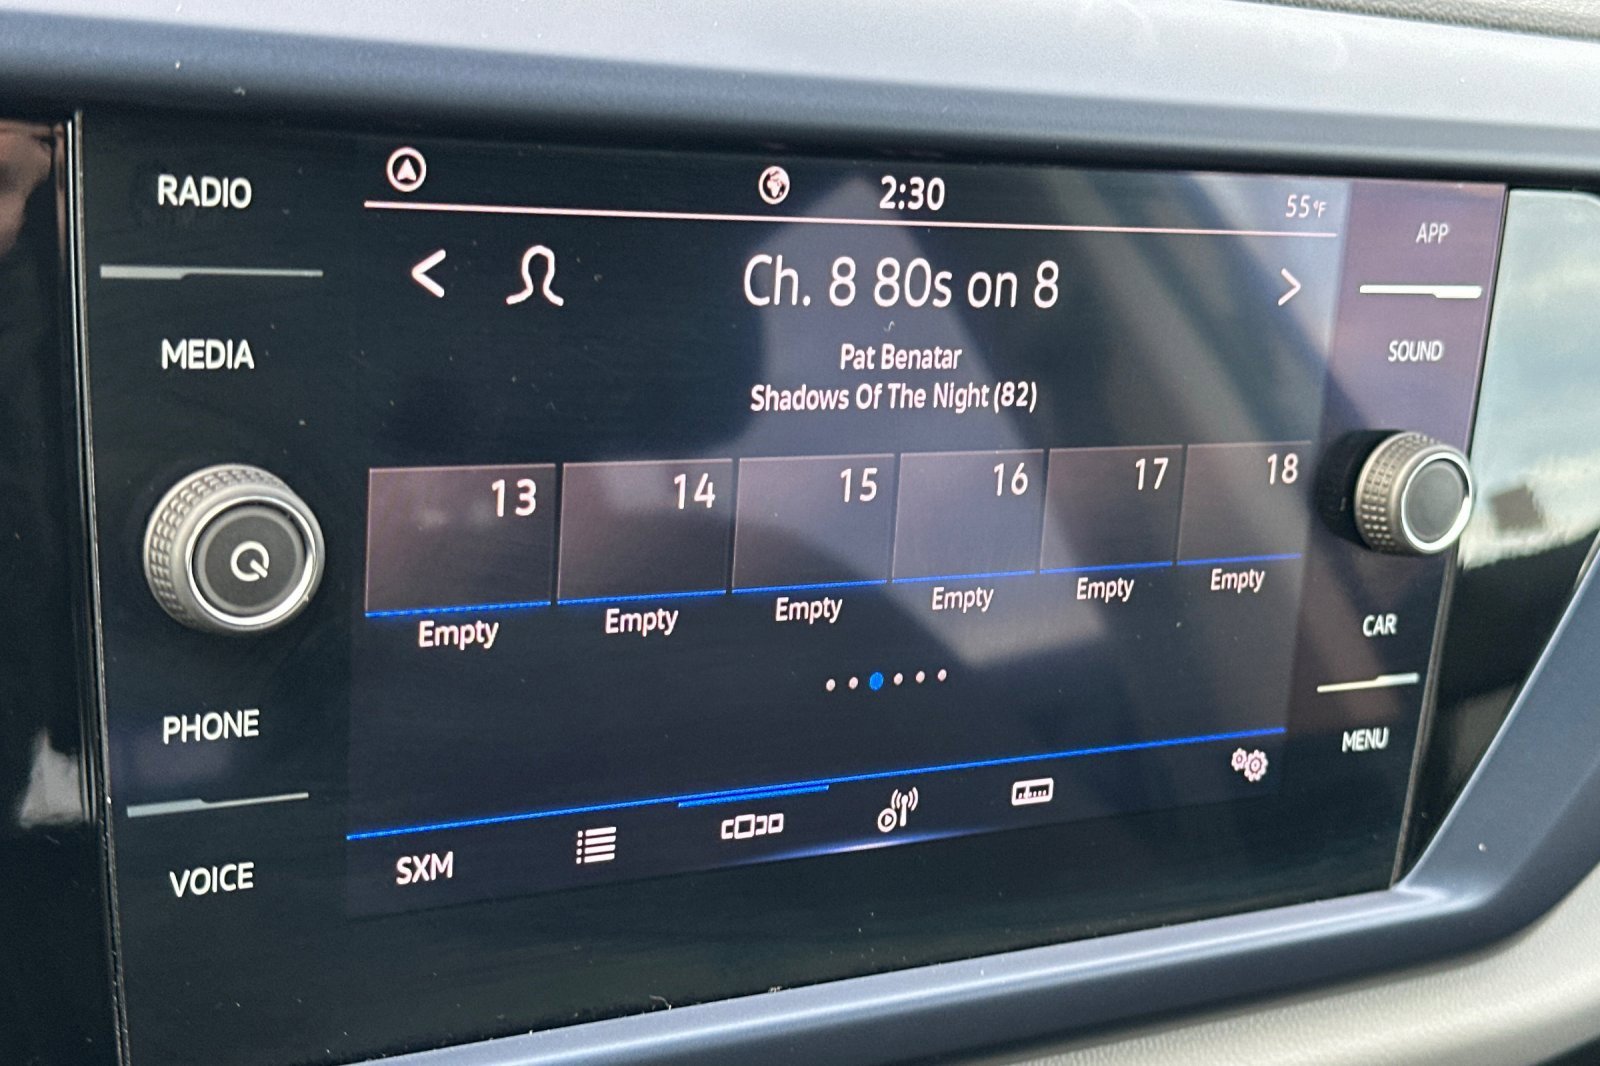 RADIO
MEDIA
PHONE
VOICE
2:30
55°F
< Ch. 8 80s on 8 >
Pat Benatar
Shadows Of The Night (82)
13 14 15 16 17 18
Empty Empty Empty Empty Empty Empty
SXM
APP
SOUND
CAR
MENU